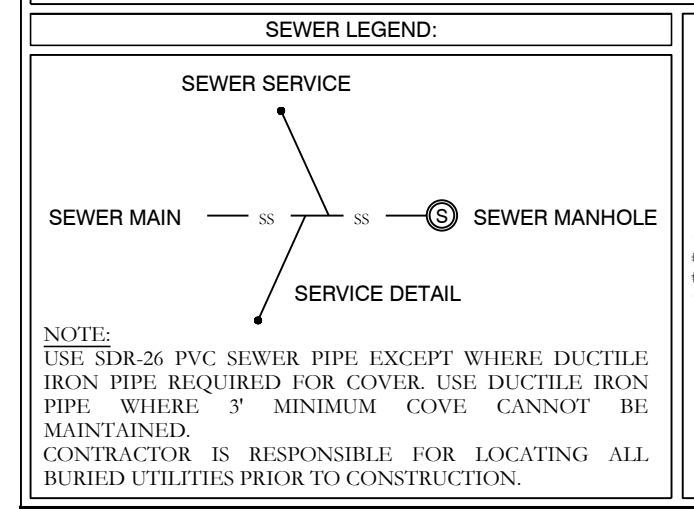 SEWER LEGEND:
SEWER SERVICE
SEWER MAIN SS SS S SEWER MANHOLE
SERVICE DETAIL
NOTE:
USE SDR-26 PVC SEWER PIPE EXCEPT WHERE DUCTILE
IRON PIPE REQUIRED FOR COVER. USE DUCTILE IRON
PIPE WHERE 3' MINIMUM COVE CANNOT BE
MAINTAINED.
CONTRACTOR IS RESPONSIBLE FOR LOCATING ALL
BURIED UTILITIES PRIOR TO CONSTRUCTION.